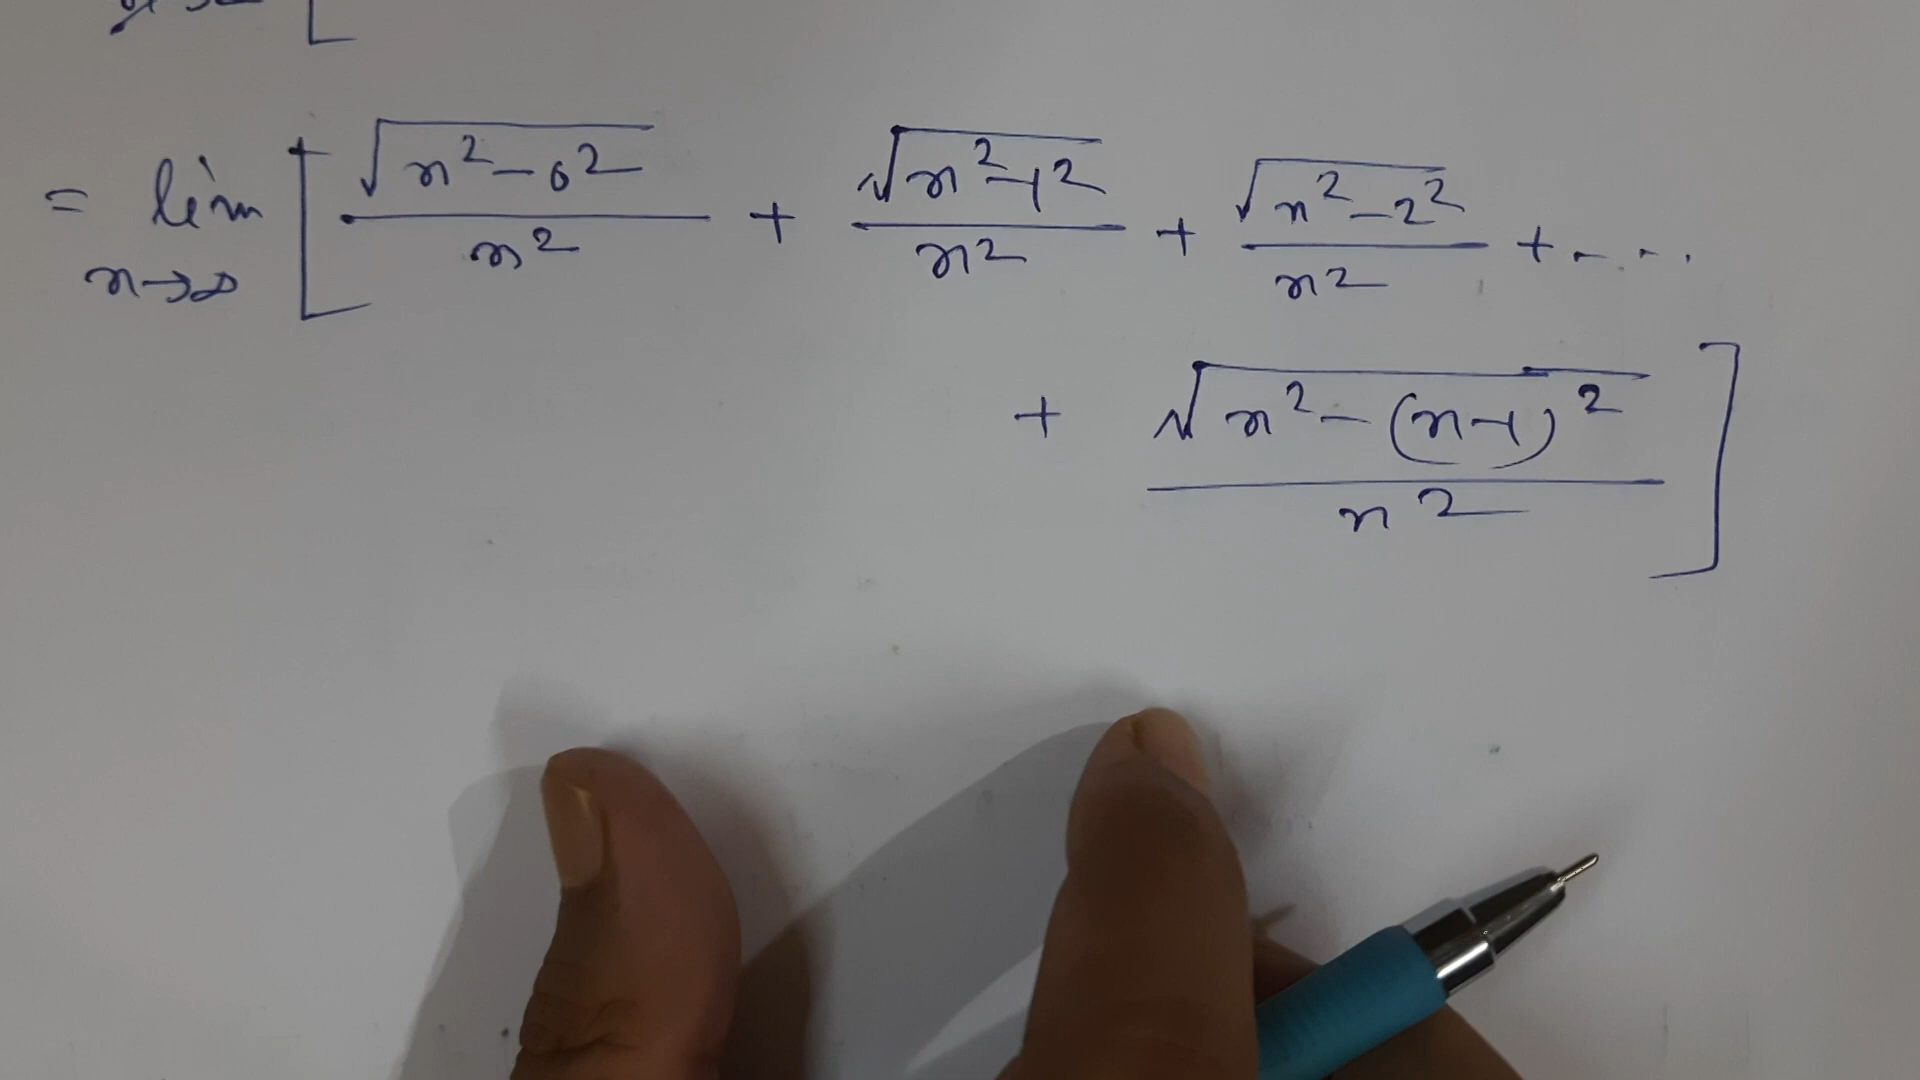 = lim n→∞ [ √(n²-0²)/n² + √(n²-1²)/n² + √(n²-2²)/n² + ....
+ √(n²-(n-1)²)/n² ]